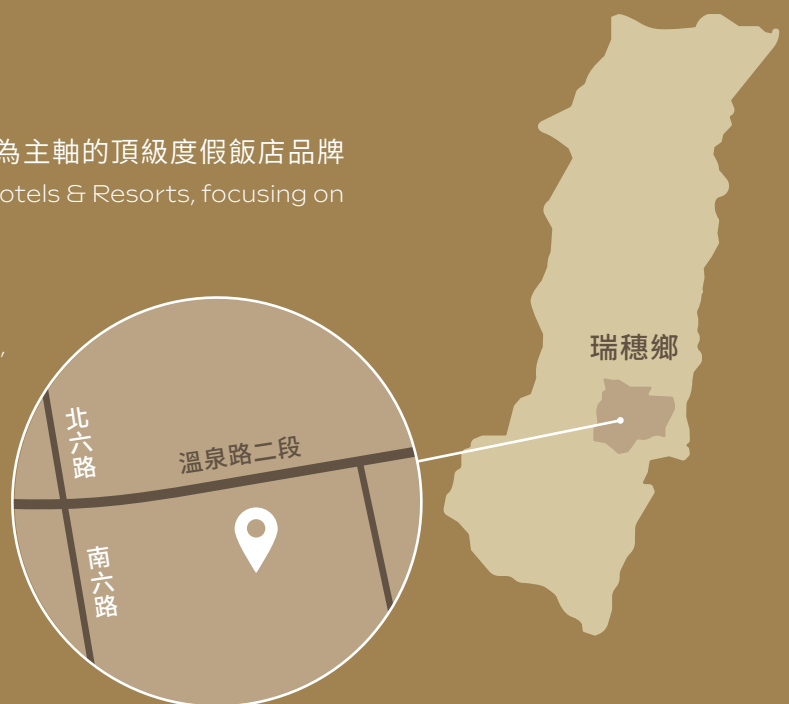 為主軸的頂級度假飯店品牌
otels & Resorts, focusing on
瑞穗鄉
北六路
溫泉路二段
南六路